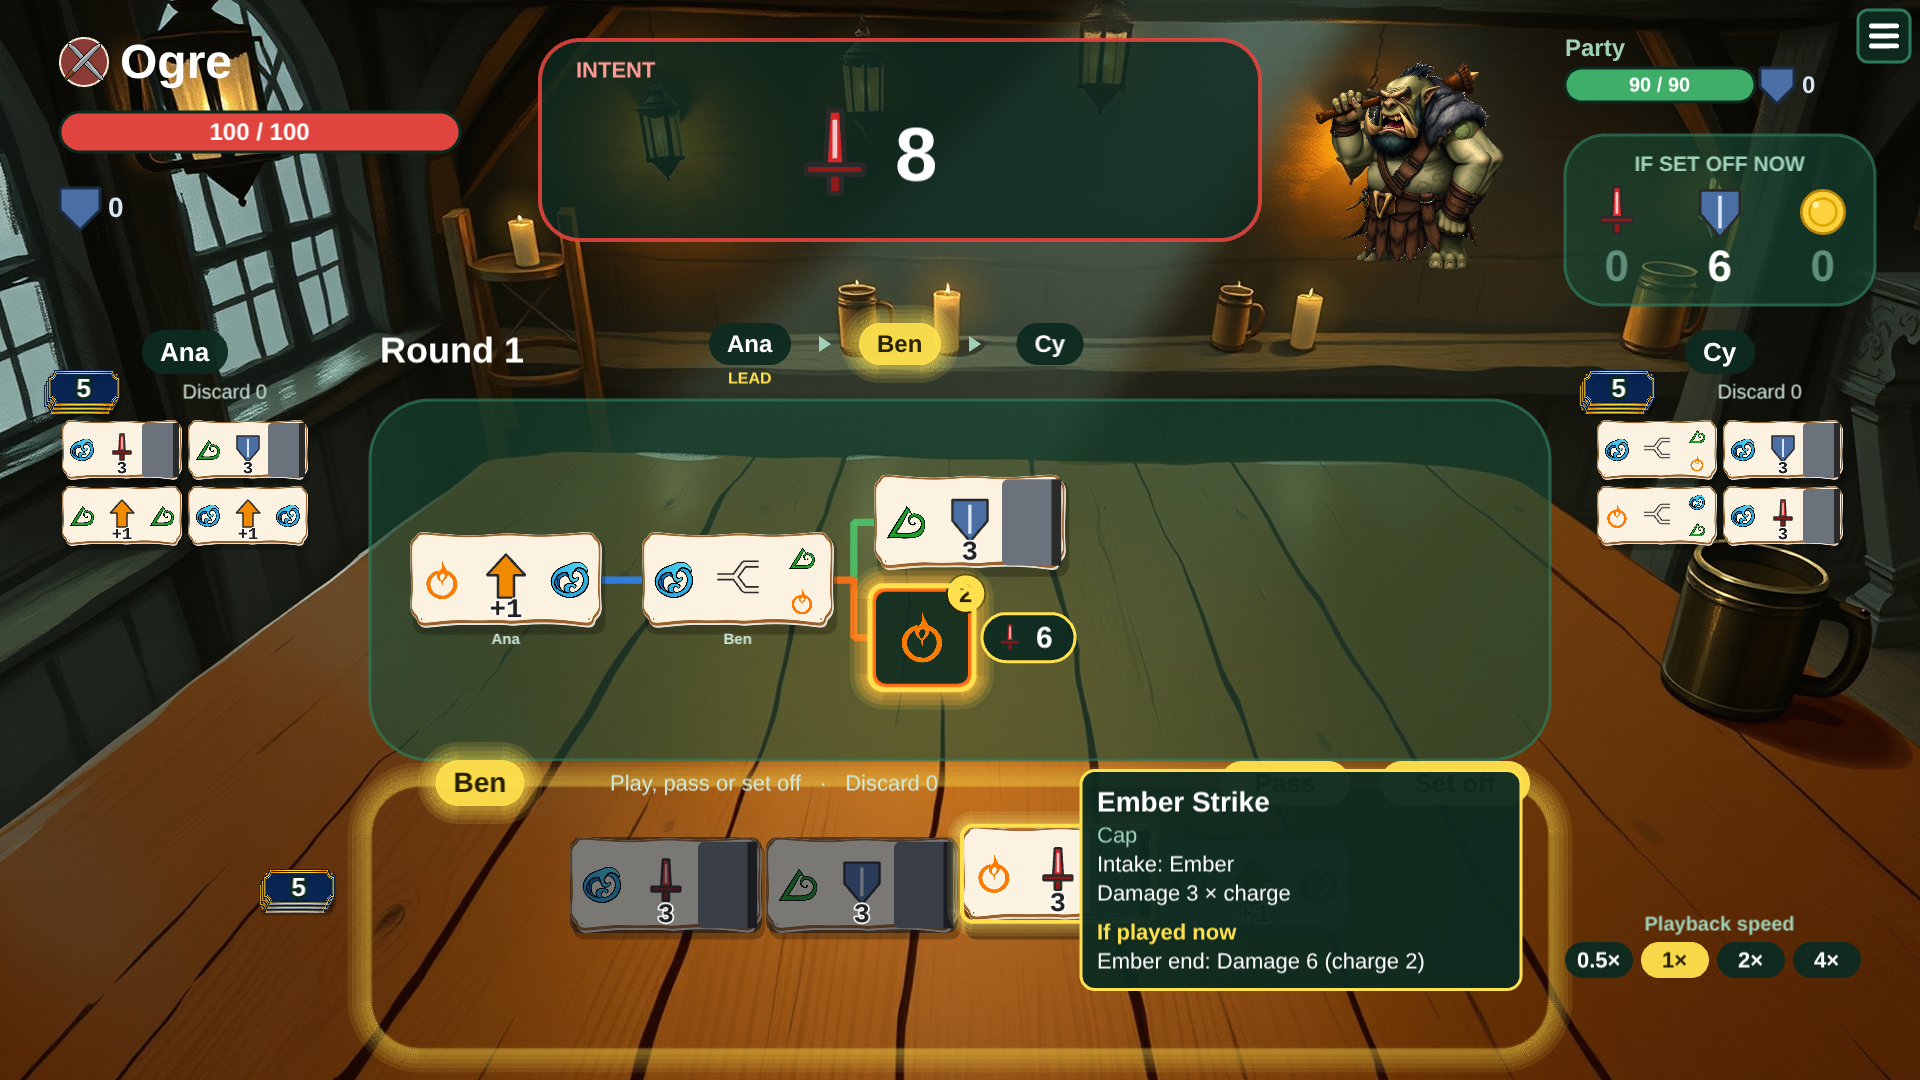 Ogre
100 / 100
0
INTENT
8
Party
90 / 90
0
IF SET OFF NOW
0
6
0
Ana
5
Discard 0
3
3
+1
+1
Round 1
Ana
Ben
Cy
LEAD
Cy
5
Discard 0
3
3
+1
Ana
Ben
3
2
6
Ben
Play, pass or set off · Discard 0
Pass
Set off
5
3
3
3
Ember Strike
Cap
Intake: Ember
Damage 3 × charge
If played now
Ember end: Damage 6 (charge 2)
Playback speed
0.5×
1×
2×
4×